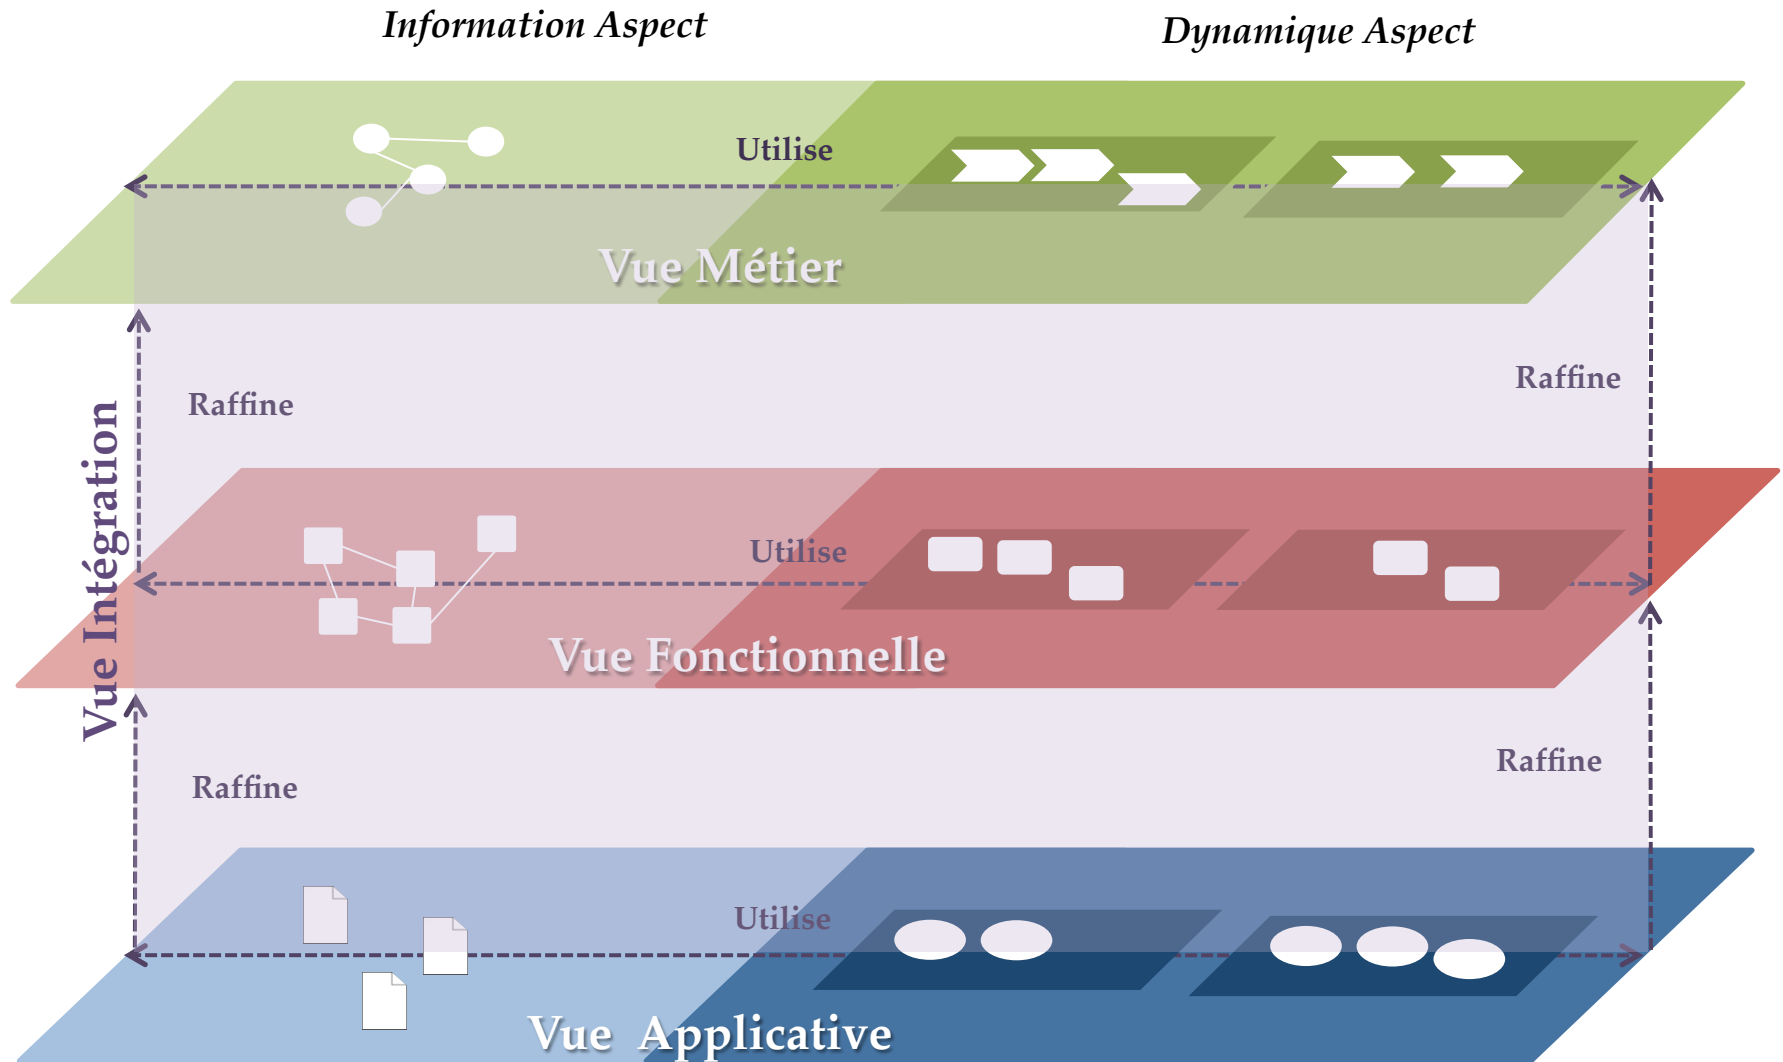 Information Aspect
Dynamique Aspect
Utilise
Vue Métier
Raffine
Raffine
Vue Intégration
Utilise
Vue Fonctionnelle
Raffine
Raffine
Utilise
Vue Applicative